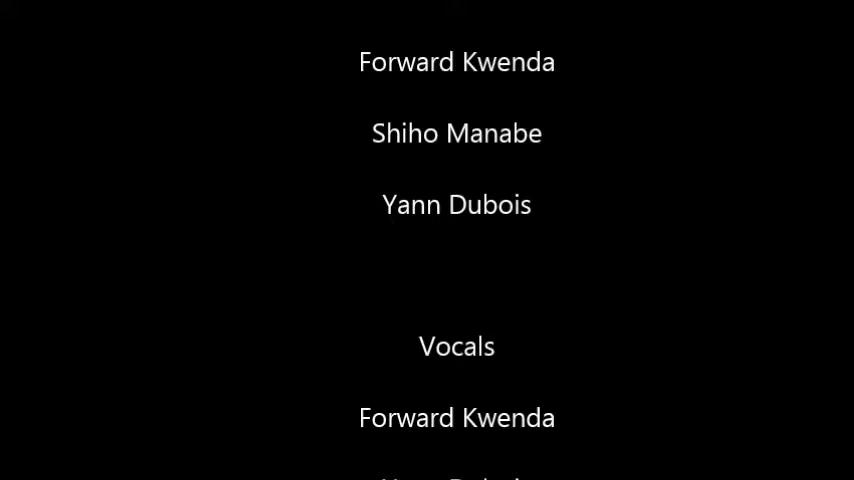 Forward Kwenda
Shiho Manabe
Yann Dubois
Vocals
Forward Kwenda